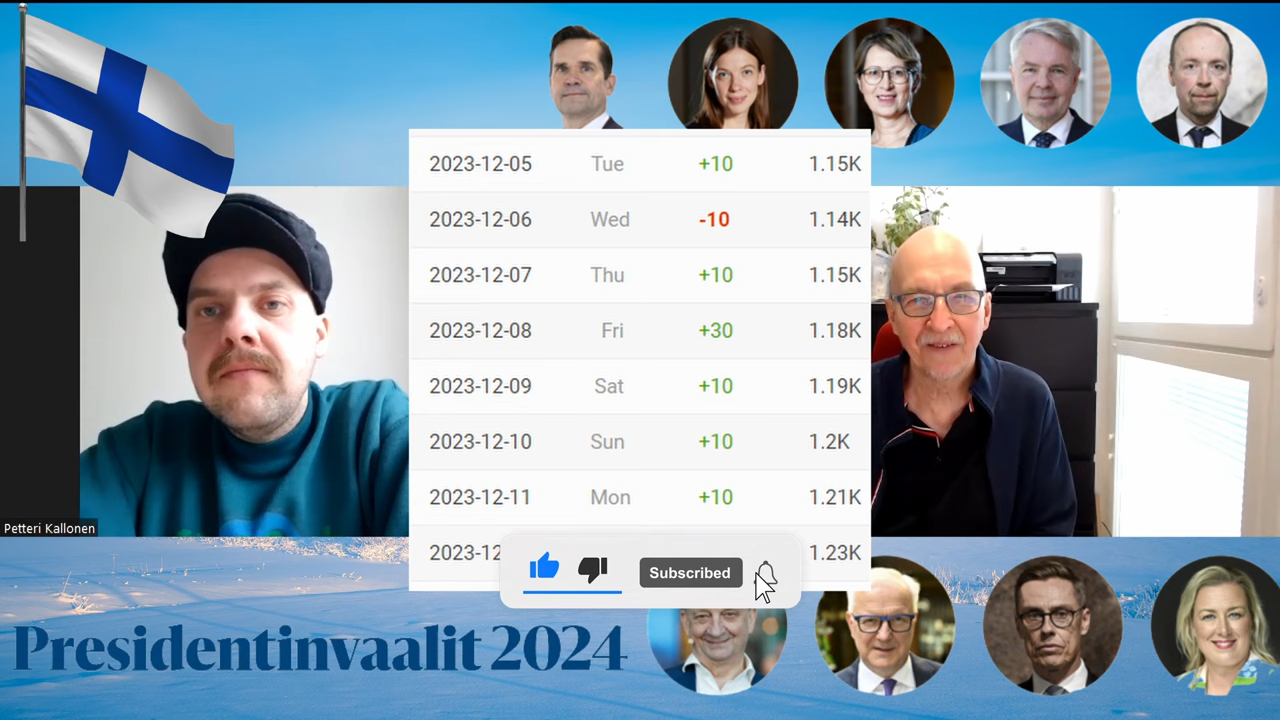 2023-12-05 Tue +10 1.15K
2023-12-06 Wed -10 1.14K
2023-12-07 Thu +10 1.15K
2023-12-08 Fri +30 1.18K
2023-12-09 Sat +10 1.19K
2023-12-10 Sun +10 1.2K
2023-12-11 Mon +10 1.21K
Petteri Kallonen
2023-12 1.23K
Subscribed
Presidentinvaalit 2024